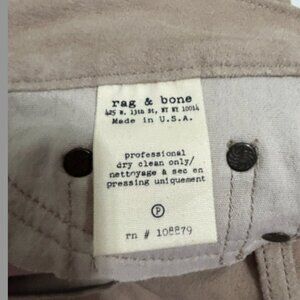 rag & bone
425 W. 13th St, NY NY 10014
Made in U.S.A.
professional
dry clean only/
nettoyage a sec en
pressing uniquement
P
rn # 108879